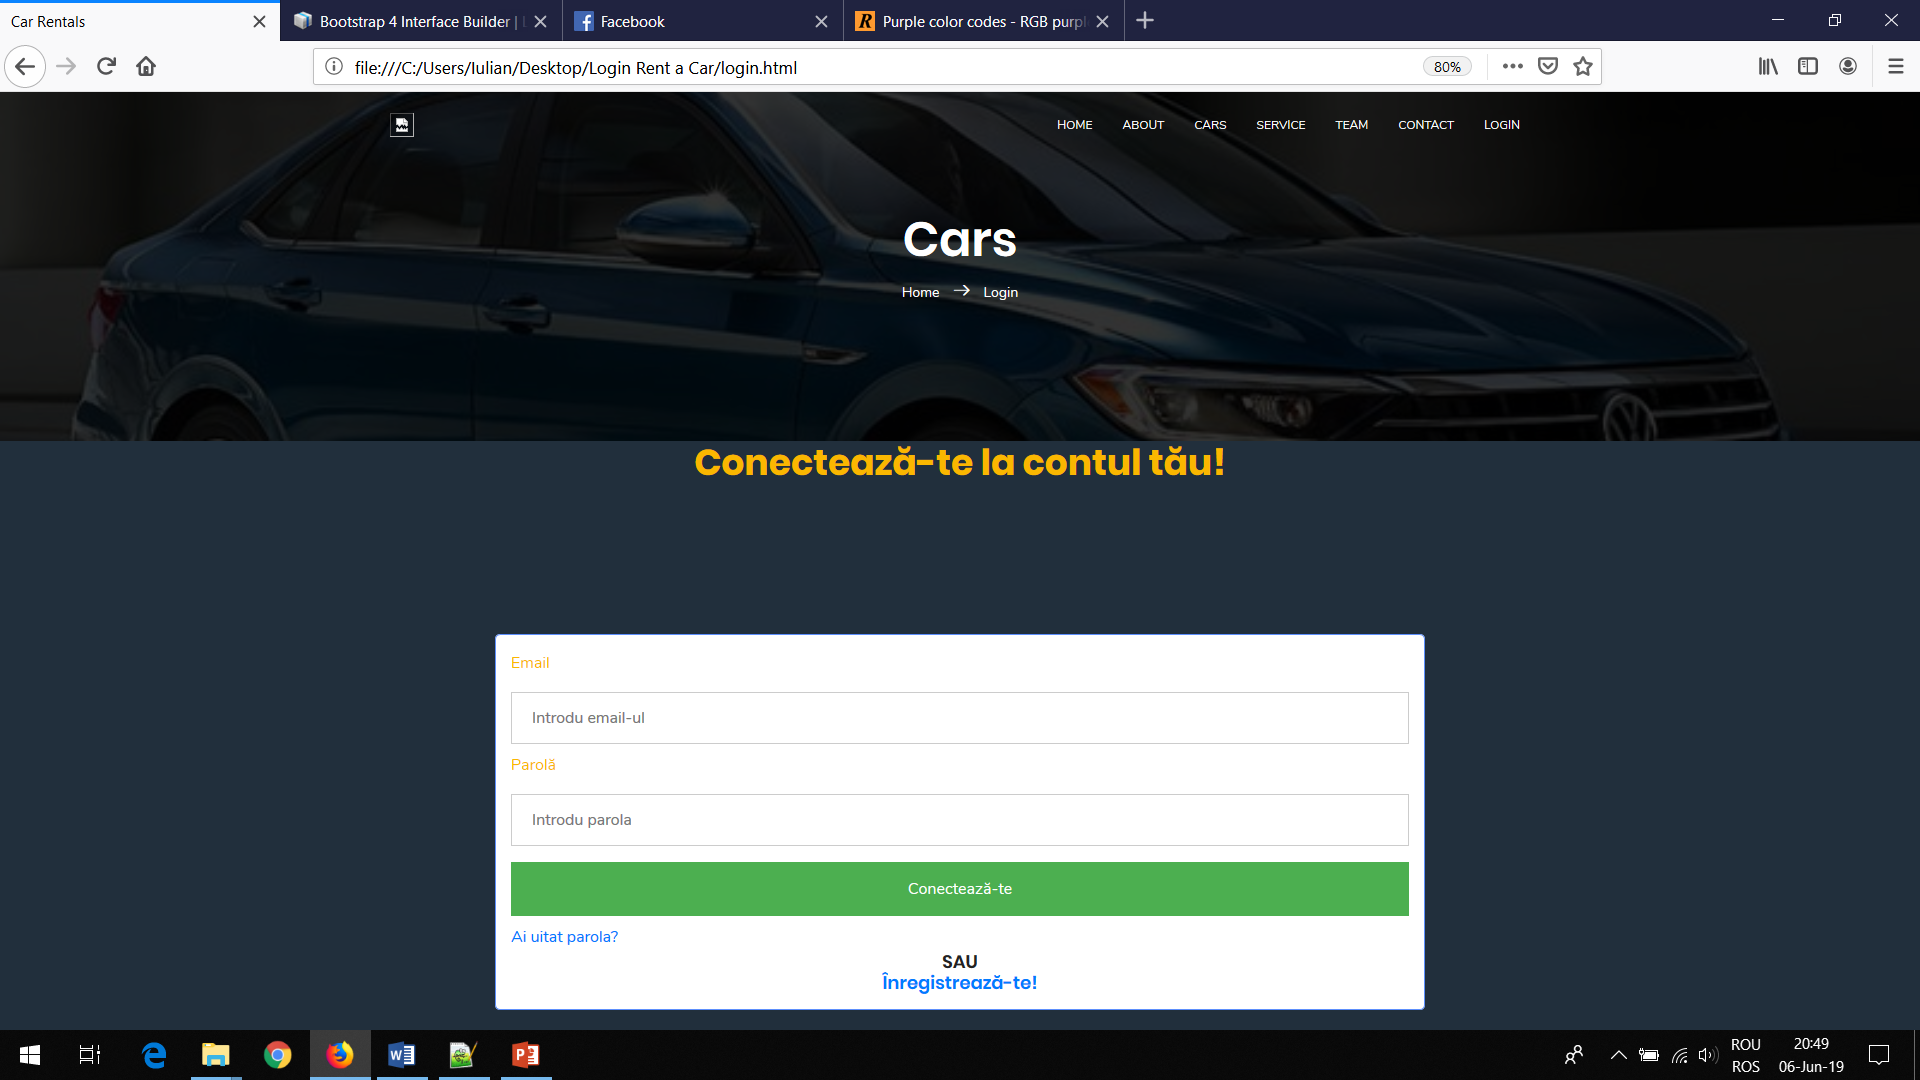 Car Rentals
Bootstrap 4 Interface Builder |
Facebook
Purple color codes - RGB purpl
file:///C:/Users/Iulian/Desktop/Login Rent a Car/login.html
80%
HOME ABOUT CARS SERVICE TEAM CONTACT LOGIN
Cars
Home → Login
Conectează-te la contul tău!
Email
Introdu email-ul
Parolă
Introdu parola
Conectează-te
Ai uitat parola?
SAU
Înregistrează-te!
ROU 20:49
ROS 06-Jun-19